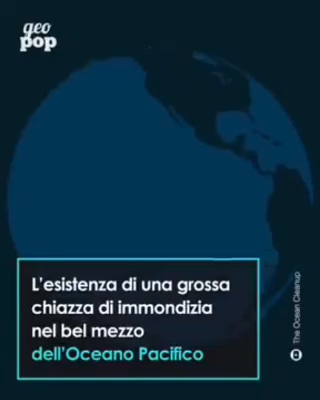 geo
pop
L'esistenza di una grossa
chiazza di immondizia
nel bel mezzo
dell'Oceano Pacifico
The Ocean Cleanup